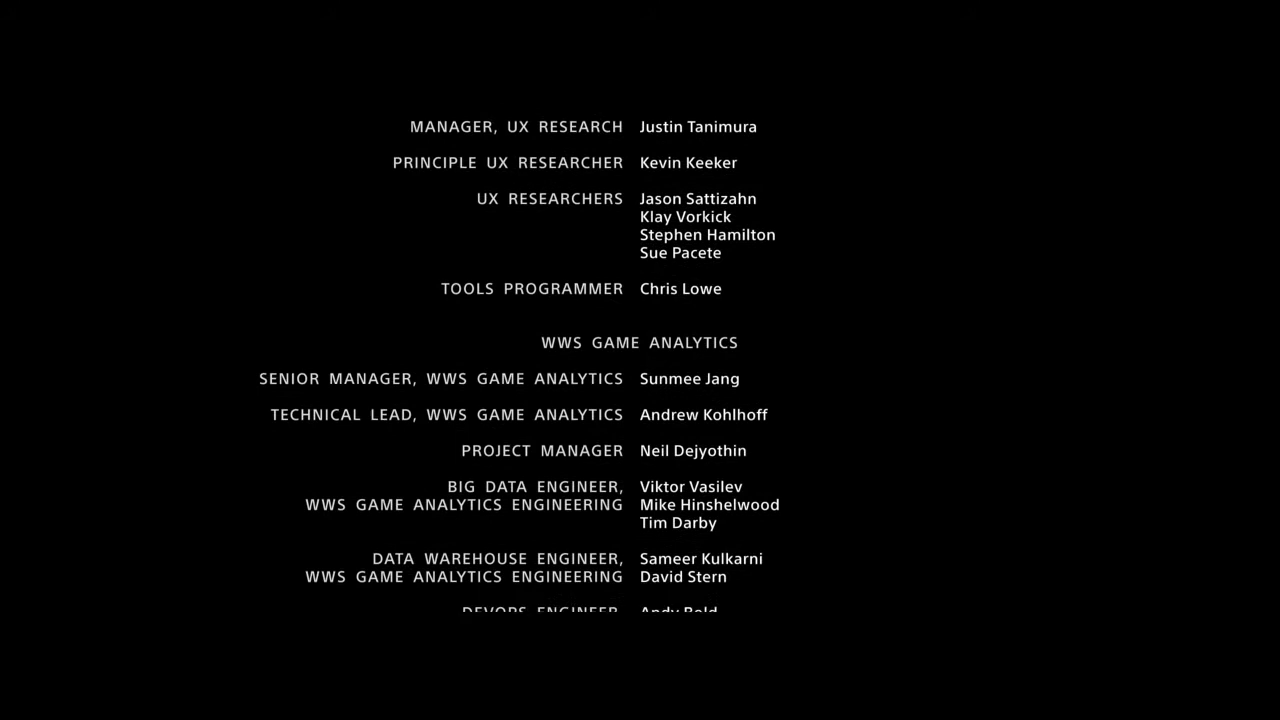 MANAGER, UX RESEARCH Justin Tanimura
PRINCIPLE UX RESEARCHER Kevin Keeker
UX RESEARCHERS Jason Sattizahn
Klay Vorkick
Stephen Hamilton
Sue Pacete
TOOLS PROGRAMMER Chris Lowe
WWS GAME ANALYTICS
SENIOR MANAGER, WWS GAME ANALYTICS Sunmee Jang
TECHNICAL LEAD, WWS GAME ANALYTICS Andrew Kohlhoff
PROJECT MANAGER Neil Dejyothin
BIG DATA ENGINEER, Viktor Vasilev
WWS GAME ANALYTICS ENGINEERING Mike Hinshelwood
Tim Darby
DATA WAREHOUSE ENGINEER, Sameer Kulkarni
WWS GAME ANALYTICS ENGINEERING David Stern
DEVOPS ENGINEER, Andy